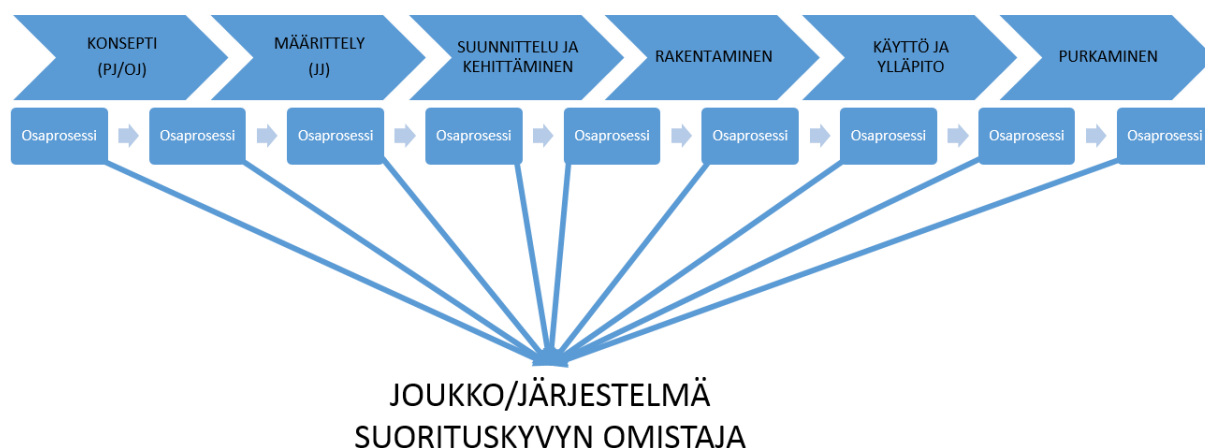 KONSEPTI
(PJ/OJ)
MÄÄRITTELY
(JJ)
SUUNNITTELU JA
KEHITTÄMINEN
RAKENTAMINEN
KÄYTTÖ JA
YLLÄPITO
PURKAMINEN
Osaprosessi
Osaprosessi
Osaprosessi
Osaprosessi
Osaprosessi
Osaprosessi
Osaprosessi
Osaprosessi
Osaprosessi
JOUKKO/JÄRJESTELMÄ
SUORITUSKYVYN OMISTAJA